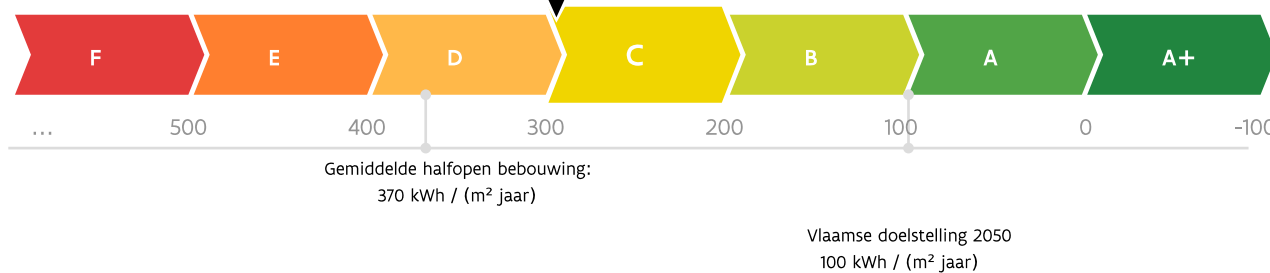 F E D C B A A+
... 500 400 300 200 100 0 -100
Gemiddelde halfopen bebouwing:
370 kWh / (m² jaar)
Vlaamse doelstelling 2050
100 kWh / (m² jaar)